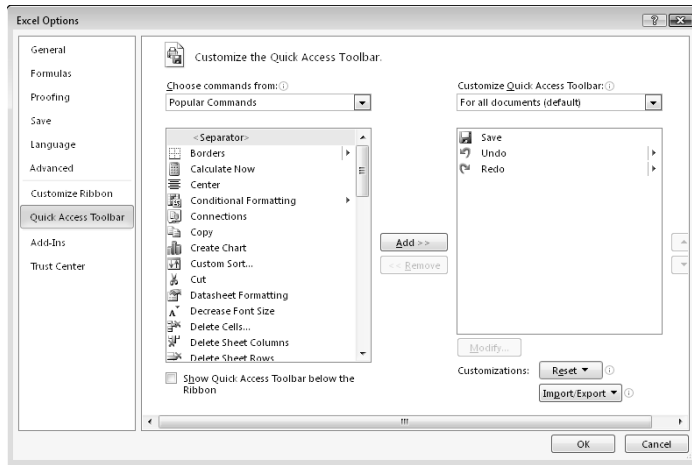 Excel Options
General
Formulas
Proofing
Save
Language
Advanced
Customize Ribbon
Quick Access Toolbar
Add-Ins
Trust Center
Customize the Quick Access Toolbar.
Choose commands from:
Popular Commands
<Separator>
Borders
Calculate Now
Center
Conditional Formatting
Connections
Copy
Create Chart
Custom Sort...
Cut
Datasheet Formatting
Decrease Font Size
Delete Cells...
Delete Sheet Columns
Delete Sheet Rows
Show Quick Access Toolbar below the
Ribbon
Add >>
<< Remove
Customize Quick Access Toolbar:
For all documents (default)
Save
Undo
Redo
Modify...
Customizations:
Reset
Import/Export
OK
Cancel